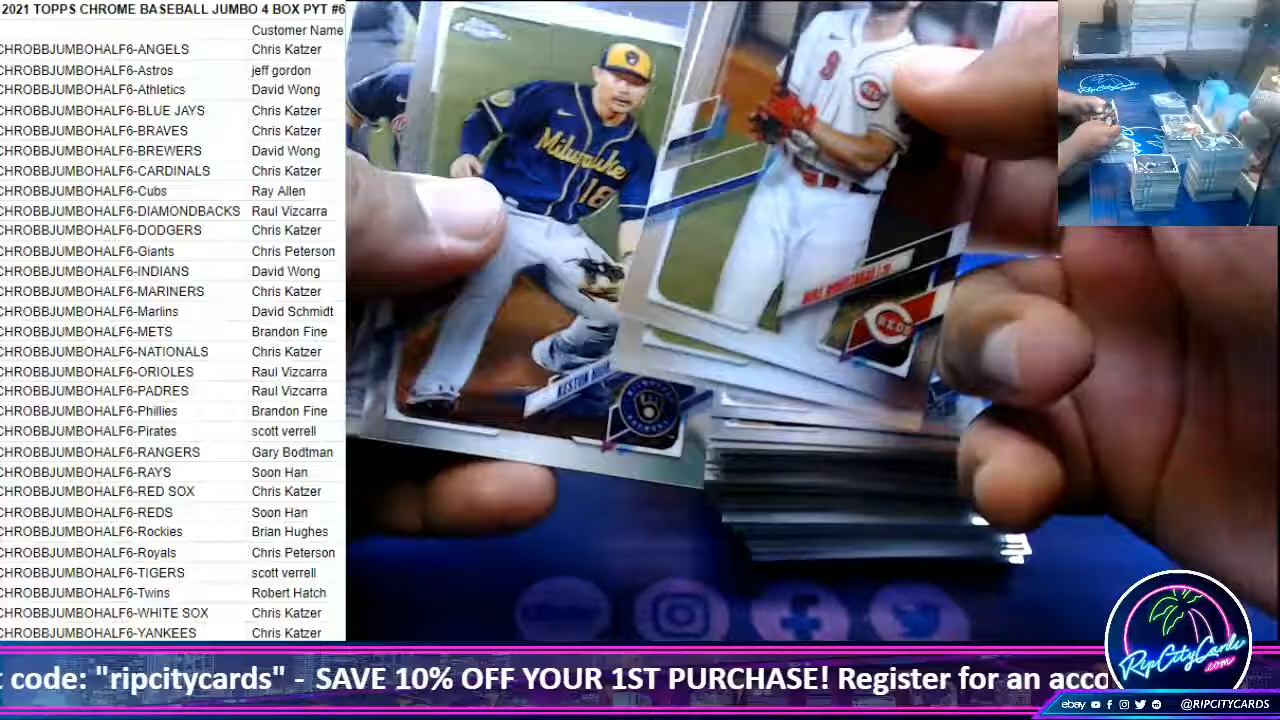 2021 TOPPS CHROME BASEBALL JUMBO 4 BOX PYT #6
Customer Name
CHROBBJUMBOHALF6-ANGELS Chris Katzer
CHROBBJUMBOHALF6-Astros jeff gordon
CHROBBJUMBOHALF6-Athletics David Wong
CHROBBJUMBOHALF6-BLUE JAYS Chris Katzer
CHROBBJUMBOHALF6-BRAVES Chris Katzer
CHROBBJUMBOHALF6-BREWERS David Wong
CHROBBJUMBOHALF6-CARDINALS Chris Katzer
CHROBBJUMBOHALF6-Cubs Ray Allen
CHROBBJUMBOHALF6-DIAMONDBACKS Raul Vizcarra
CHROBBJUMBOHALF6-DODGERS Chris Katzer
CHROBBJUMBOHALF6-Giants Chris Peterson
CHROBBJUMBOHALF6-INDIANS David Wong
CHROBBJUMBOHALF6-MARINERS Chris Katzer
CHROBBJUMBOHALF6-Marlins David Schmidt
CHROBBJUMBOHALF6-METS Brandon Fine
CHROBBJUMBOHALF6-NATIONALS Chris Katzer
CHROBBJUMBOHALF6-ORIOLES Raul Vizcarra
CHROBBJUMBOHALF6-PADRES Raul Vizcarra
CHROBBJUMBOHALF6-Phillies Brandon Fine
CHROBBJUMBOHALF6-Pirates scott verrell
CHROBBJUMBOHALF6-RANGERS Gary Bodtman
CHROBBJUMBOHALF6-RAYS Soon Han
CHROBBJUMBOHALF6-RED SOX Chris Katzer
CHROBBJUMBOHALF6-REDS Soon Han
CHROBBJUMBOHALF6-Rockies Brian Hughes
CHROBBJUMBOHALF6-Royals Chris Peterson
CHROBBJUMBOHALF6-TIGERS scott verrell
CHROBBJUMBOHALF6-Twins Robert Hatch
CHROBBJUMBOHALF6-WHITE SOX Chris Katzer
CHROBBJUMBOHALF6-YANKEES Chris Katzer
Milwaukee
18
KESTON
REDS
t code: "ripcitycards" - SAVE 10% OFF YOUR 1ST PURCHASE! Register for an acco
RipCityCards
.com
ebay @RIPCITYCARDS